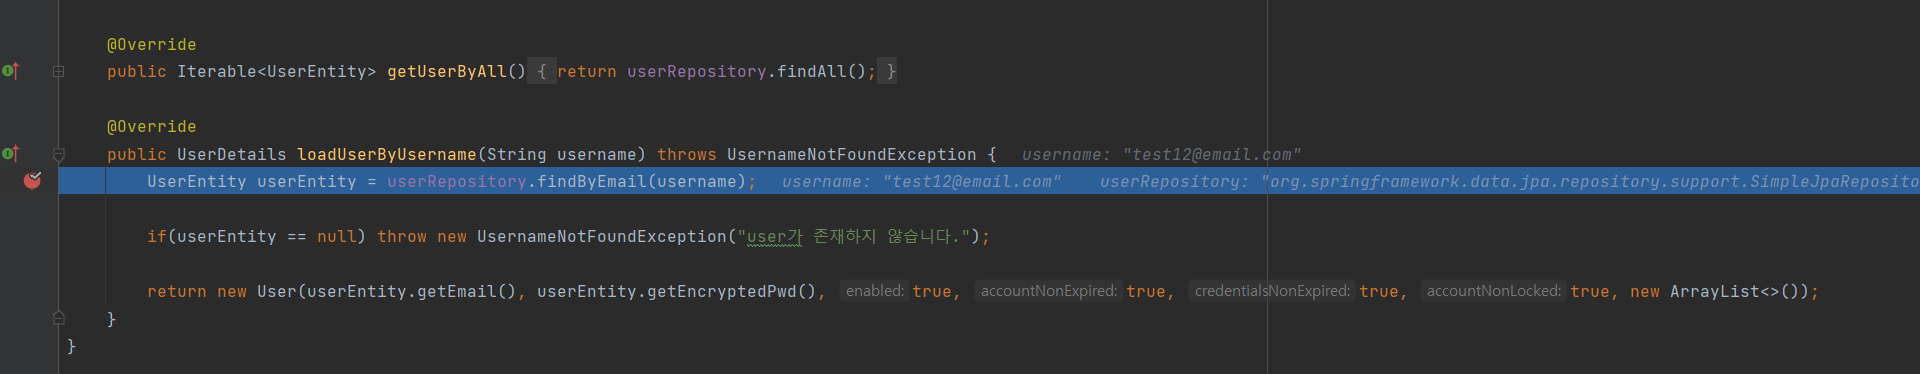 @Override
public Iterable<UserEntity> getUserByAll() { return userRepository.findAll(); }
@Override
public UserDetails loadUserByUsername(String username) throws UsernameNotFoundException { username: "test12@email.com"
UserEntity userEntity = userRepository.findByEmail(username); username: "test12@email.com" userRepository: "org.springframework.data.jpa.repository.support.SimpleJpaReposito
if(userEntity == null) throw new UsernameNotFoundException("user가 존재하지 않습니다.");
return new User(userEntity.getEmail(), userEntity.getEncryptedPwd(), enabled: true, accountNonExpired: true, credentialsNonExpired: true, accountNonLocked: true, new ArrayList<>());
}
}